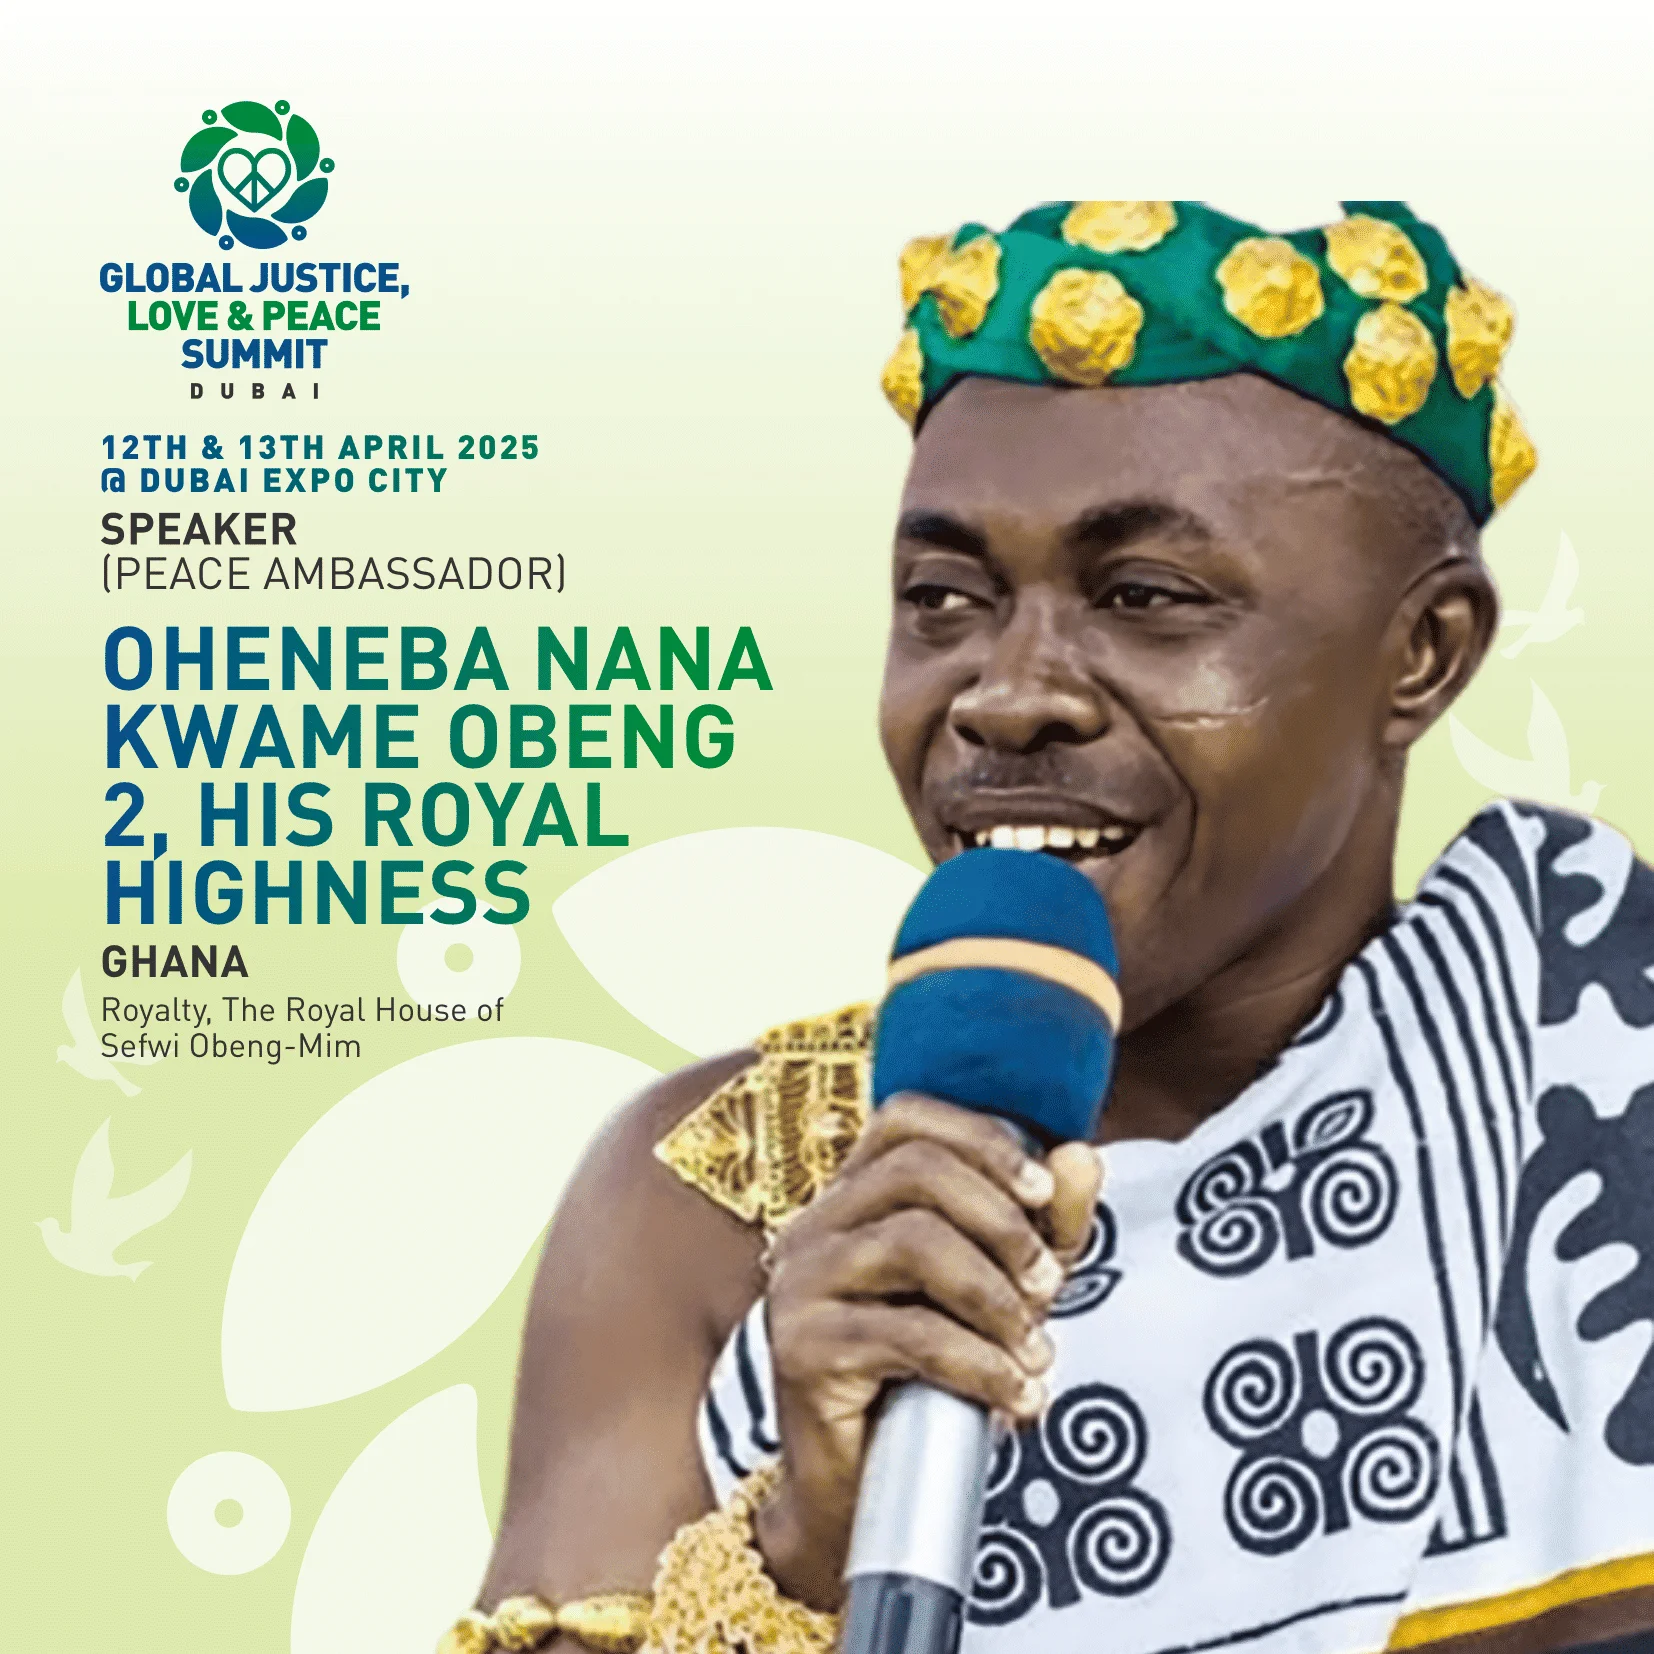 GLOBAL JUSTICE,
LOVE & PEACE
SUMMIT
DUBAI
12TH & 13TH APRIL 2025
@ DUBAI EXPO CITY
SPEAKER
(PEACE AMBASSADOR)
OHENEBA NANA
KWAME OBENG
2, HIS ROYAL
HIGHNESS
GHANA
Royalty, The Royal House of
Sefwi Obeng-Mim